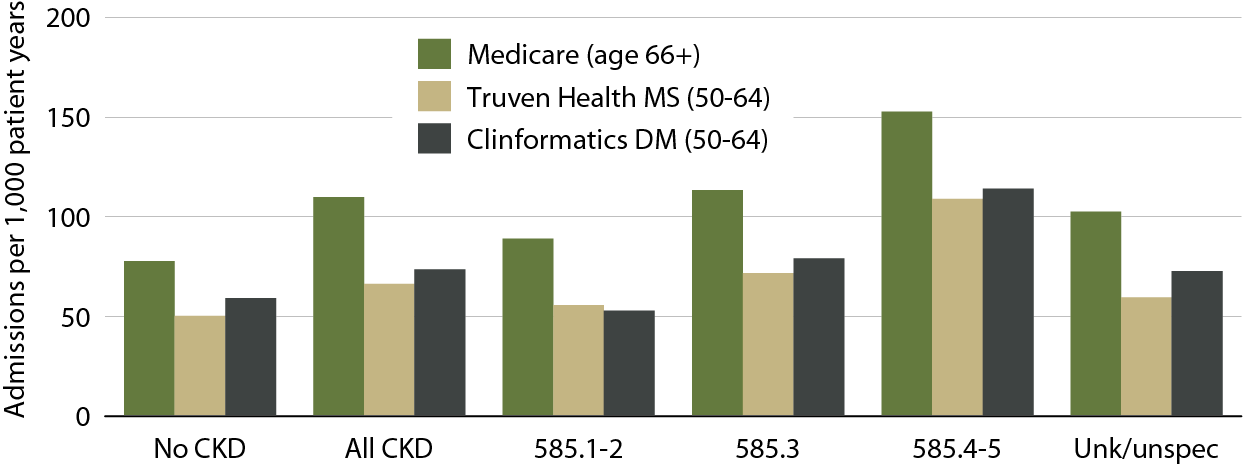 Admissions per 1,000 patient years
200
150
100
50
0
Medicare (age 66+)
Truven Health MS (50-64)
Clinformatics DM (50-64)
No CKD
All CKD
585.1-2
585.3
585.4-5
Unk/unspec